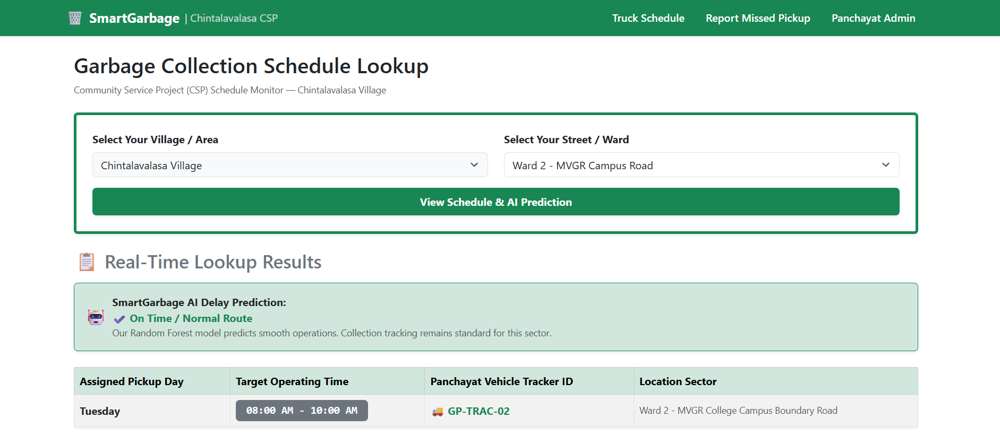 SmartGarbage | Chintalavalasa CSP
Truck Schedule
Report Missed Pickup
Panchayat Admin
Garbage Collection Schedule Lookup
Community Service Project (CSP) Schedule Monitor — Chintalavalasa Village
Select Your Village / Area
Chintalavalasa Village
Select Your Street / Ward
Ward 2 - MVGR Campus Road
View Schedule & AI Prediction
Real-Time Lookup Results
SmartGarbage AI Delay Prediction:
On Time / Normal Route
Our Random Forest model predicts smooth operations. Collection tracking remains standard for this sector.
Assigned Pickup Day
Target Operating Time
Panchayat Vehicle Tracker ID
Location Sector
Tuesday
08:00 AM - 10:00 AM
GP-TRAC-02
Ward 2 - MVGR College Campus Boundary Road